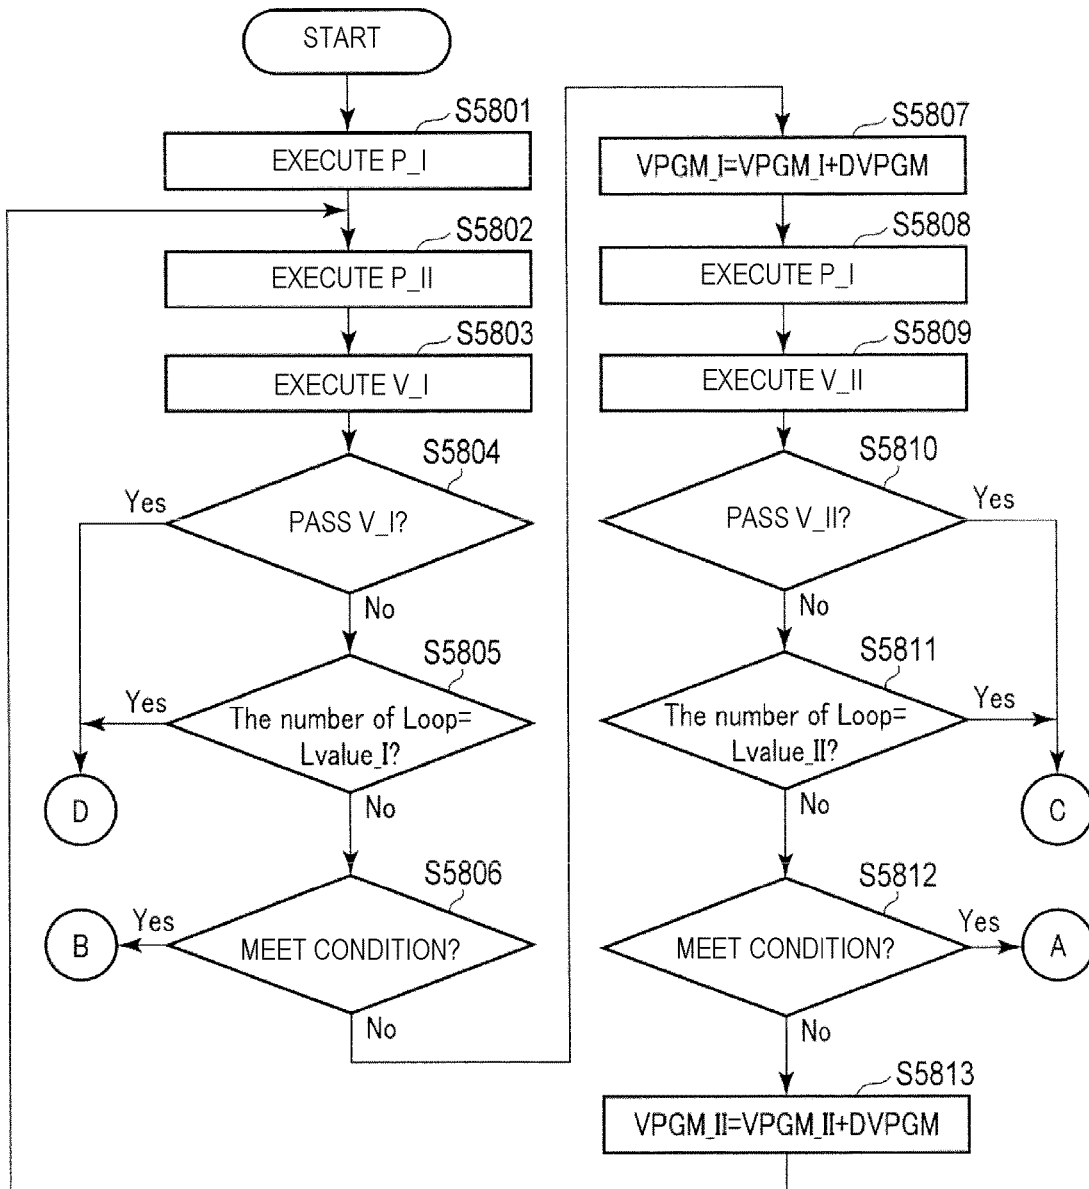 START
S5801
EXECUTE P_I
S5802
EXECUTE P_II
S5803
EXECUTE V_I
S5804
Yes
PASS V_I?
No
S5805
Yes
The number of Loop=
Lvalue_I?
No
D
S5806
Yes
B
MEET CONDITION?
No
S5807
VPGM_I=VPGM_I+DVPGM
S5808
EXECUTE P_I
S5809
EXECUTE V_II
S5810
Yes
PASS V_II?
No
S5811
Yes
The number of Loop=
Lvalue_II?
No
C
S5812
Yes
A
MEET CONDITION?
No
S5813
VPGM_II=VPGM_II+DVPGM